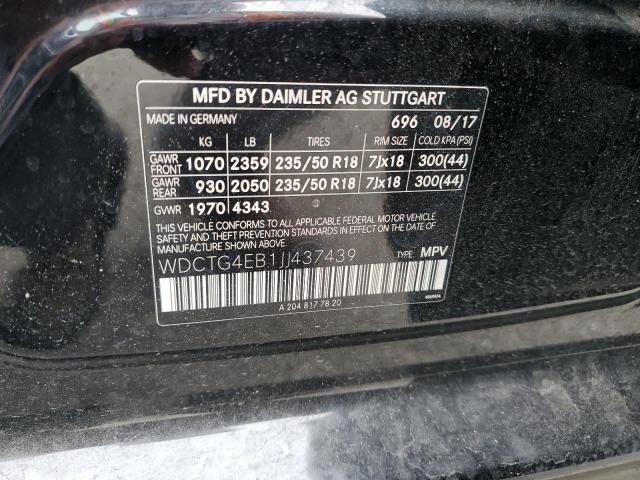 MFD BY DAIMLER AG STUTTGART
MADE IN GERMANY 696 08/17
KG LB TIRES RIM SIZE COLD KPA (PSI)
GAWR FRONT 1070 2359 235/50 R18 7Jx18 300(44)
GAWR REAR 930 2050 235/50 R18 7Jx18 300(44)
GVWR 1970 4343
THIS VEHICLE CONFORMS TO ALL APPLICABLE FEDERAL MOTOR VEHICLE
SAFETY STANDARDS IN EFFECT ON THE DATE OF
MANUFACTURE SHOWN ABOVE.
WDCTG4EB1JJ437439 TYPE: MPV
A 204 817 78 20